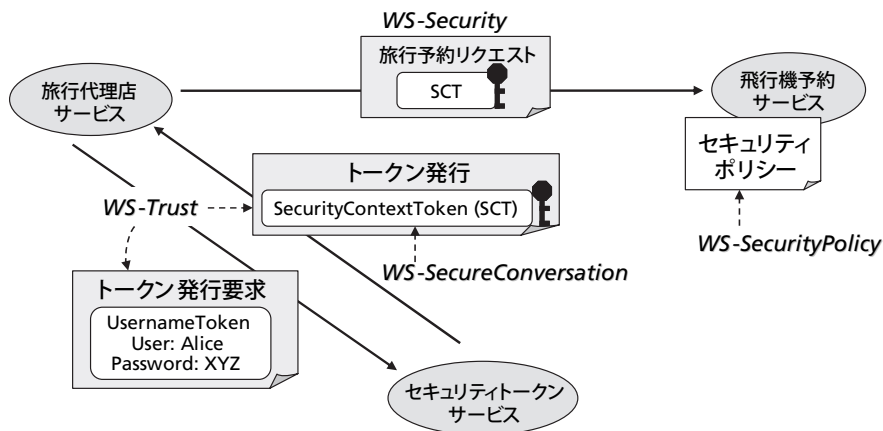 WS-Security
旅行予約リクエスト
SCT
旅行代理店
サービス
飛行機予約
サービス
セキュリティ
ポリシー
トークン発行
SecurityContextToken (SCT)
WS-Trust
WS-SecurityPolicy
WS-SecureConversation
トークン発行要求
UsernameToken
User: Alice
Password: XYZ
セキュリティトークン
サービス